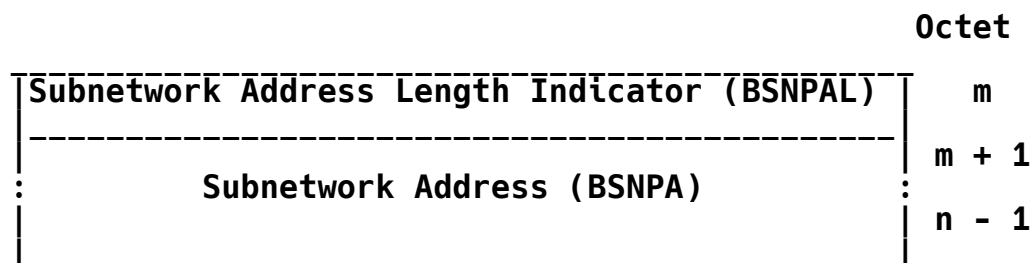 Octet
Subnetwork Address Length Indicator (BSNPAL) m
m + 1
Subnetwork Address (BSNPA)
n - 1